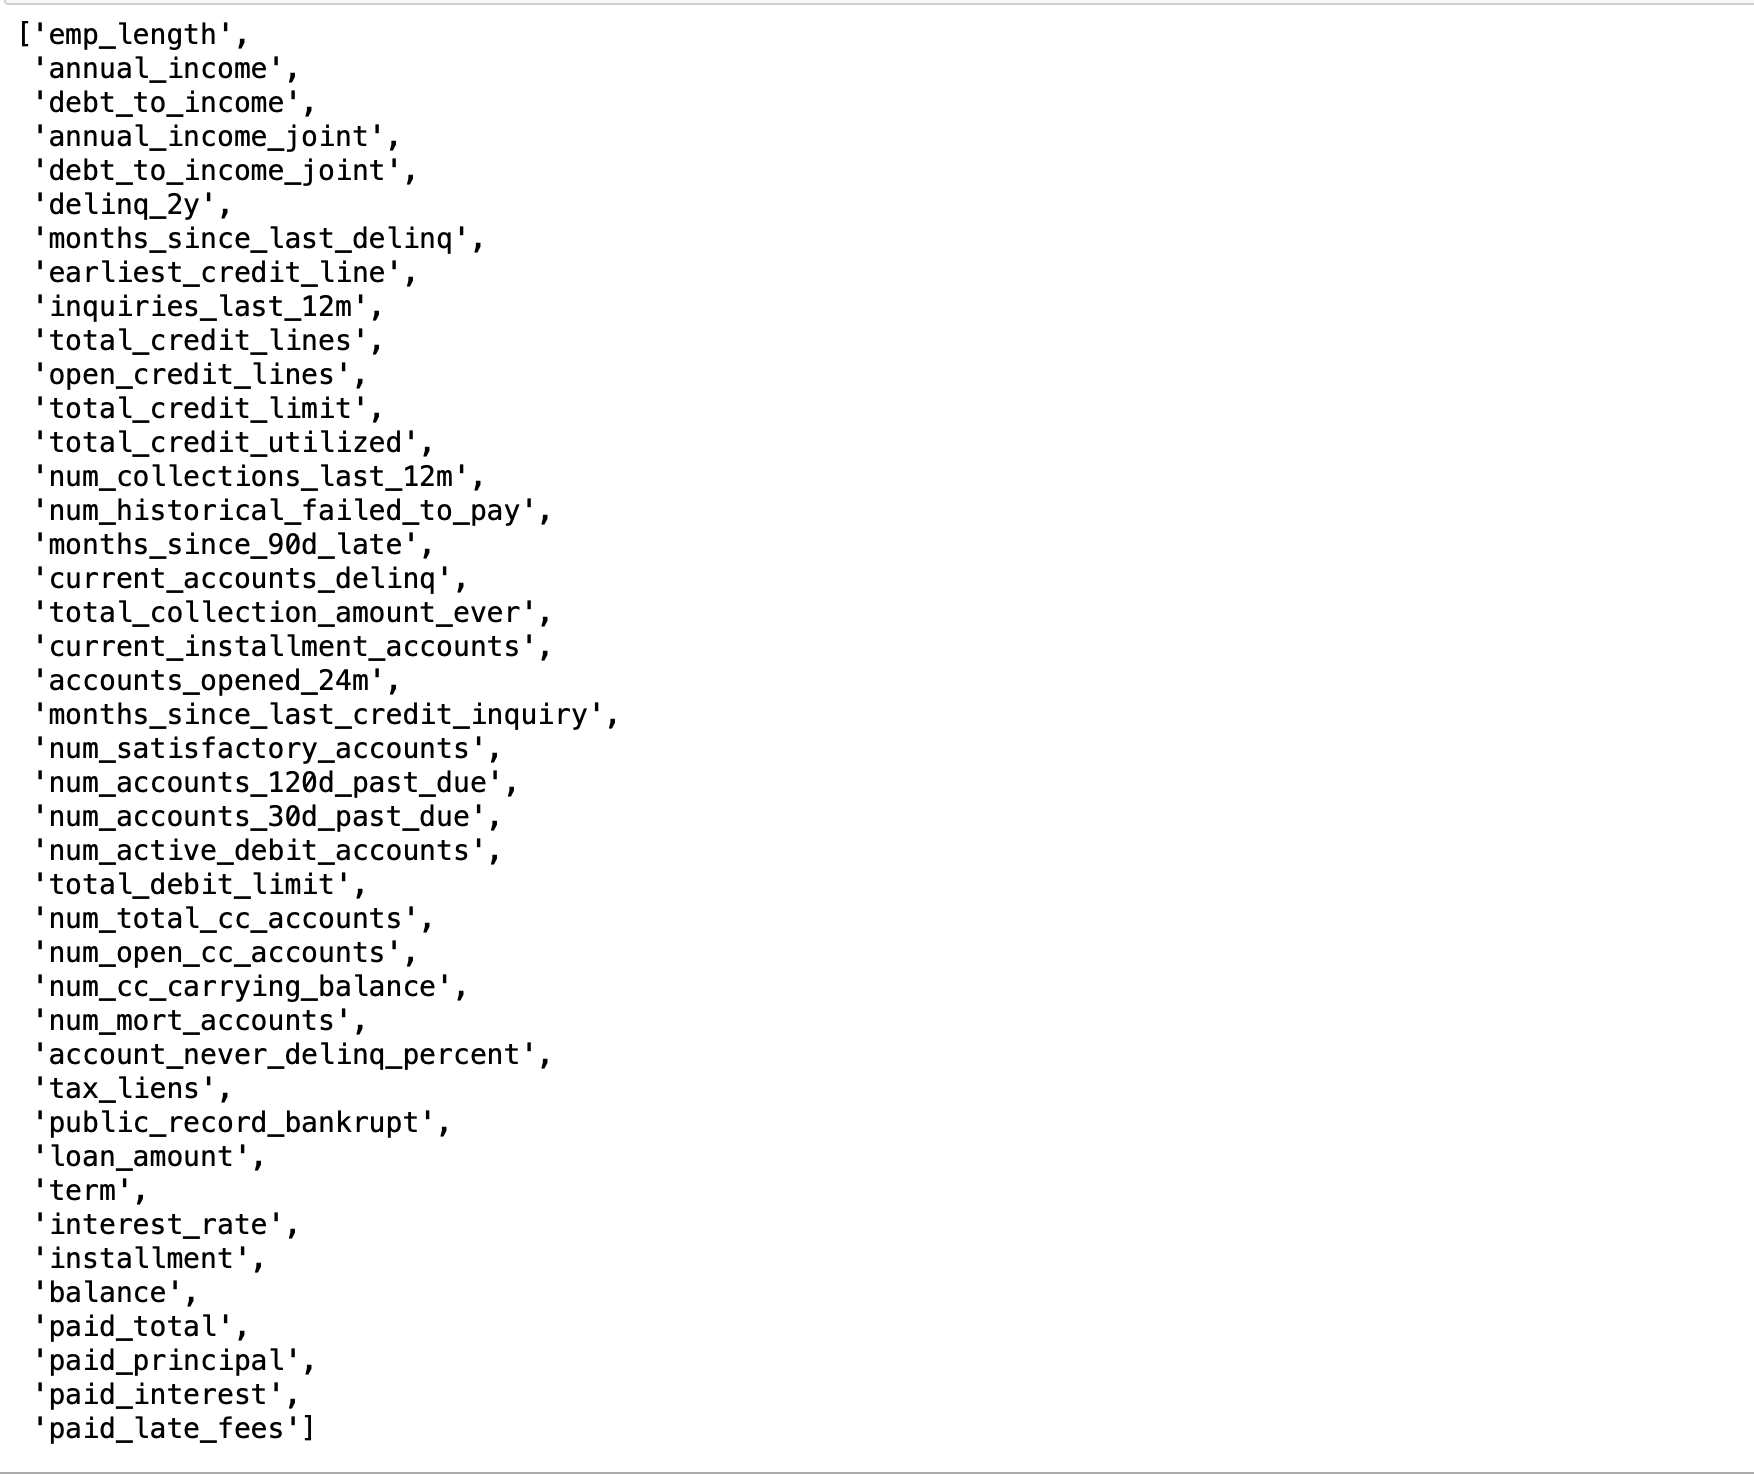 ['emp_length',
 'annual_income',
 'debt_to_income',
 'annual_income_joint',
 'debt_to_income_joint',
 'delinq_2y',
 'months_since_last_delinq',
 'earliest_credit_line',
 'inquiries_last_12m',
 'total_credit_lines',
 'open_credit_lines',
 'total_credit_limit',
 'total_credit_utilized',
 'num_collections_last_12m',
 'num_historical_failed_to_pay',
 'months_since_90d_late',
 'current_accounts_delinq',
 'total_collection_amount_ever',
 'current_installment_accounts',
 'accounts_opened_24m',
 'months_since_last_credit_inquiry',
 'num_satisfactory_accounts',
 'num_accounts_120d_past_due',
 'num_accounts_30d_past_due',
 'num_active_debit_accounts',
 'total_debit_limit',
 'num_total_cc_accounts',
 'num_open_cc_accounts',
 'num_cc_carrying_balance',
 'num_mort_accounts',
 'account_never_delinq_percent',
 'tax_liens',
 'public_record_bankrupt',
 'loan_amount',
 'term',
 'interest_rate',
 'installment',
 'balance',
 'paid_total',
 'paid_principal',
 'paid_interest',
 'paid_late_fees']